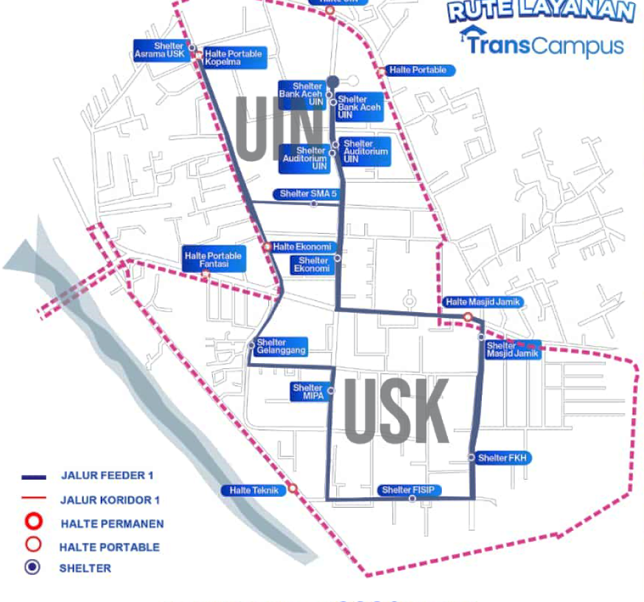 RUTE LAYANAN
TransCampus
Shelter
Asrama USK
Halte Portable
Kopelma
Halte Portable
Shelter
Bank Aceh
UIN
Shelter
Bank Aceh
UIN
UIN
Shelter
Auditorium
UIN
Shelter
Auditorium
UIN
Shelter SMA 5
Halte Ekonomi
Halte Portable
Fantasi
Shelter
Ekonomi
Halte Masjid Jamik
Shelter
Gelanggang
Shelter
Masjid Jamik
Shelter
MIPA
USK
Shelter FKH
Halte Teknik
Shelter FISIP
JALUR FEEDER 1
JALUR KORIDOR 1
HALTE PERMANEN
HALTE PORTABLE
SHELTER